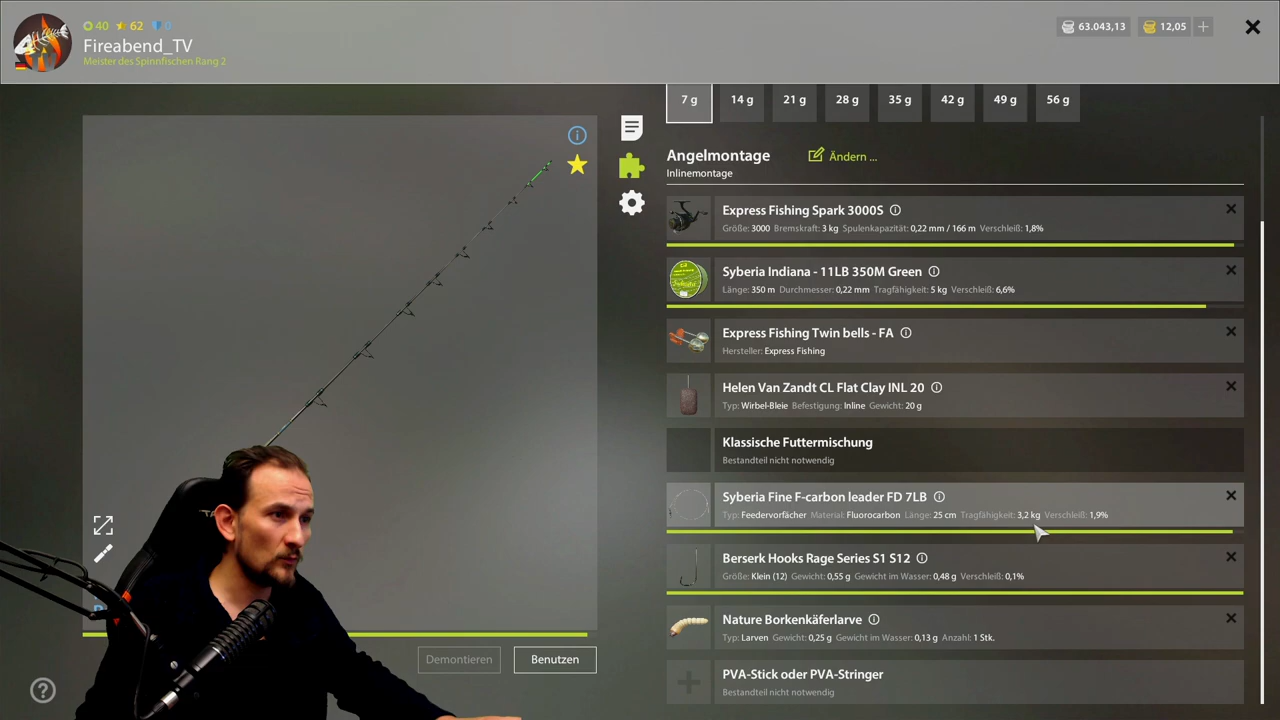 40 62 0
Fireabend_TV
Meister des Spinnfischen Rang 2
63.043,13 12,05
7 g 14 g 21 g 28 g 35 g 42 g 49 g 56 g
Angelmontage Ändern ...
Inlinemontage
Express Fishing Spark 3000S
Größe: 3000 Bremskraft: 3 kg Spulenkapazität: 0,22 mm / 166 m Verschleiß: 1,8%
Syberia Indiana - 11LB 350M Green
Länge: 350 m Durchmesser: 0,22 mm Tragfähigkeit: 5 kg Verschleiß: 6,6%
Express Fishing Twin bells - FA
Hersteller: Express Fishing
Helen Van Zandt CL Flat Clay INL 20
Typ: Wirbel-Bleie Befestigung: Inline Gewicht: 20 g
Klassische Futtermischung
Bestandteil nicht notwendig
Syberia Fine F-carbon leader FD 7LB
Typ: Feedervorfächer Material: Fluorocarbon Länge: 25 cm Tragfähigkeit: 3,2 kg Verschleiß: 1,9%
Berserk Hooks Rage Series S1 S12
Größe: Klein (12) Gewicht: 0,55 g Gewicht im Wasser: 0,48 g Verschleiß: 0,1%
Nature Borkenkäferlarve
Typ: Larven Gewicht: 0,25 g Gewicht im Wasser: 0,13 g Anzahl: 1 Stk.
PVA-Stick oder PVA-Stringer
Bestandteil nicht notwendig
Demontieren Benutzen